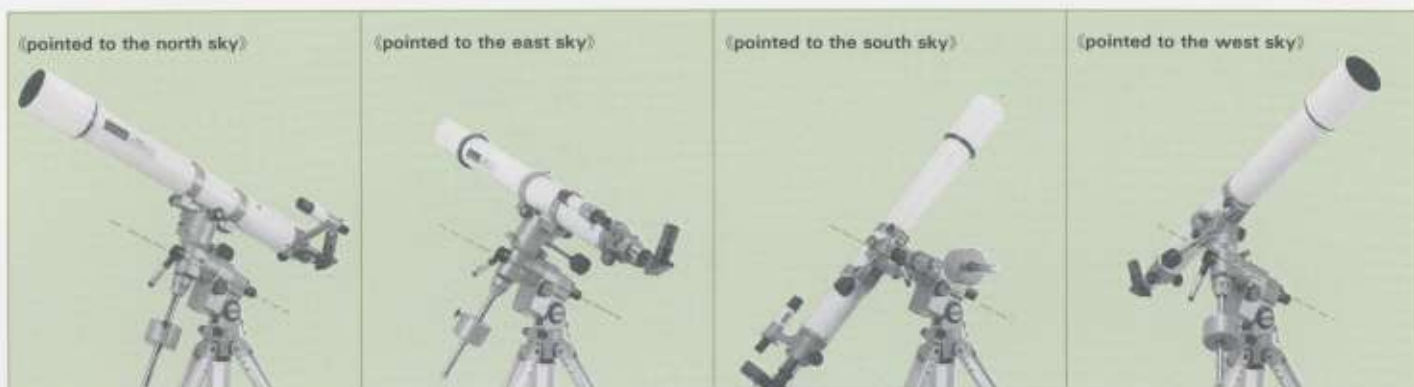 《pointed to the north sky》
《pointed to the east sky》
《pointed to the south sky》
《pointed to the west sky》